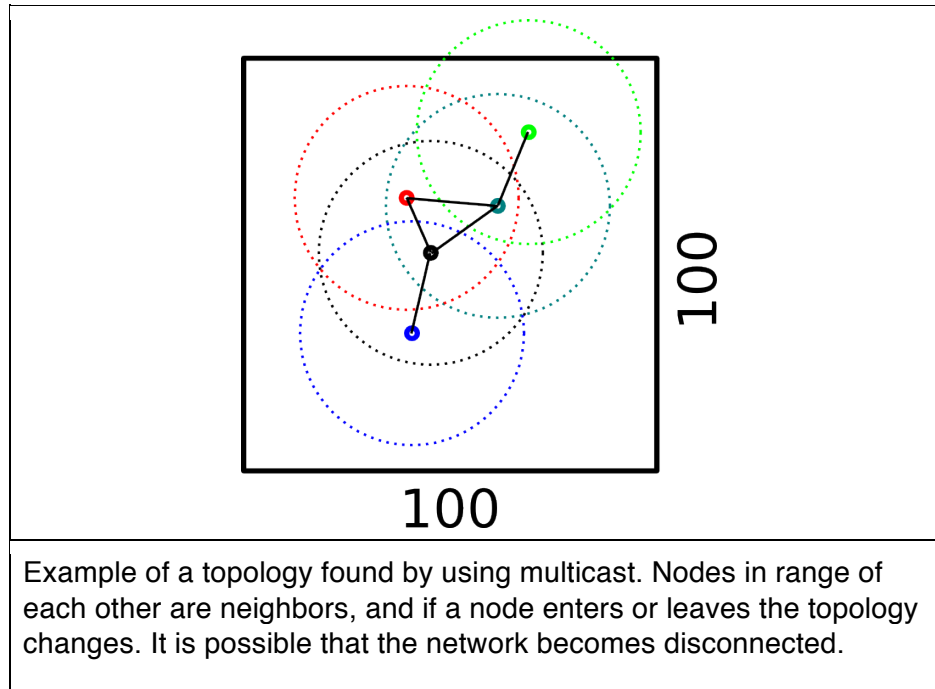 100
100
Example of a topology found by using multicast. Nodes in range of
each other are neighbors, and if a node enters or leaves the topology
changes. It is possible that the network becomes disconnected.